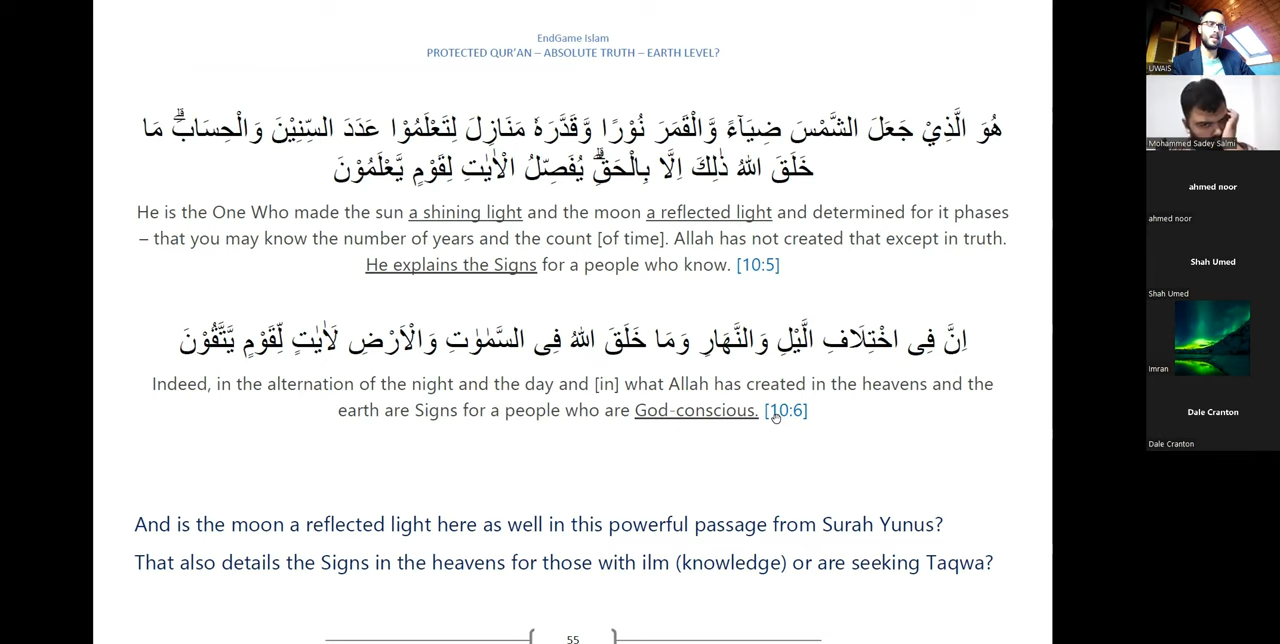 EndGame Islam
PROTECTED QUR'AN – ABSOLUTE TRUTH – EARTH LEVEL?
هُوَ الَّذِيْ جَعَلَ الشَّمْسَ ضِيَآءً وَّالْقَمَرَ نُوْرًا وَّقَدَّرَهٗ مَنَازِلَ لِتَعْلَمُوْا عَدَدَ السِّنِيْنَ وَالْحِسَابَؕ مَا
خَلَقَ اللهُ ذٰلِكَ اِلَّا بِالْحَقِّۚ يُفَصِّلُ الْاٰيٰتِ لِقَوْمٍ يَّعْلَمُوْنَ
He is the One Who made the sun a shining light and the moon a reflected light and determined for it phases
– that you may know the number of years and the count [of time]. Allah has not created that except in truth.
He explains the Signs for a people who know. [10:5]
اِنَّ فِى اخْتِلَافِ الَّيْلِ وَالنَّهَارِ وَمَا خَلَقَ اللهُ فِى السَّمٰوٰتِ وَالْاَرْضِ لَاٰيٰتٍ لِّقَوْمٍ يَّتَّقُوْنَ
Indeed, in the alternation of the night and the day and [in] what Allah has created in the heavens and the
earth are Signs for a people who are God-conscious. [10:6]
And is the moon a reflected light here as well in this powerful passage from Surah Yunus?
That also details the Signs in the heavens for those with ilm (knowledge) or are seeking Taqwa?
55
UWAIS
Mohammed Sadey Salmi
ahmed noor
ahmed noor
Shah Umed
Shah Umed
Imran
Dale Cranton
Dale Cranton